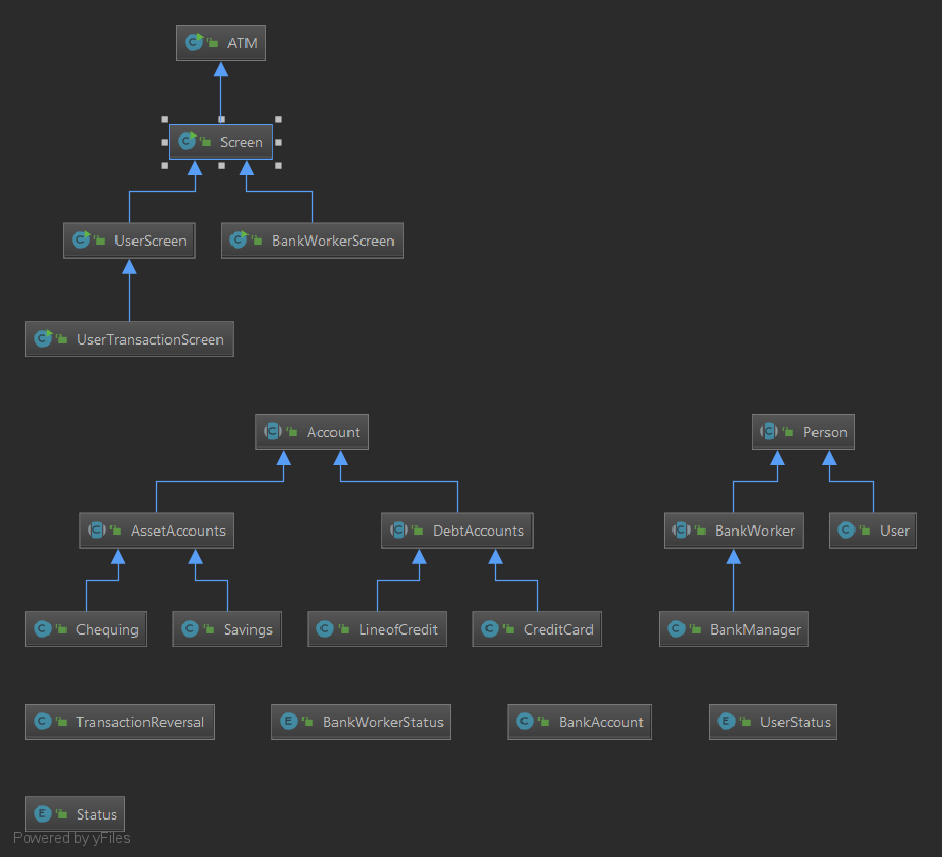 ATM
Screen
UserScreen
BankWorkerScreen
UserTransactionScreen
Account
Person
AssetAccounts
DebtAccounts
BankWorker
User
Chequing
Savings
LineofCredit
CreditCard
BankManager
TransactionReversal
BankWorkerStatus
BankAccount
UserStatus
Status
Powered by yFiles